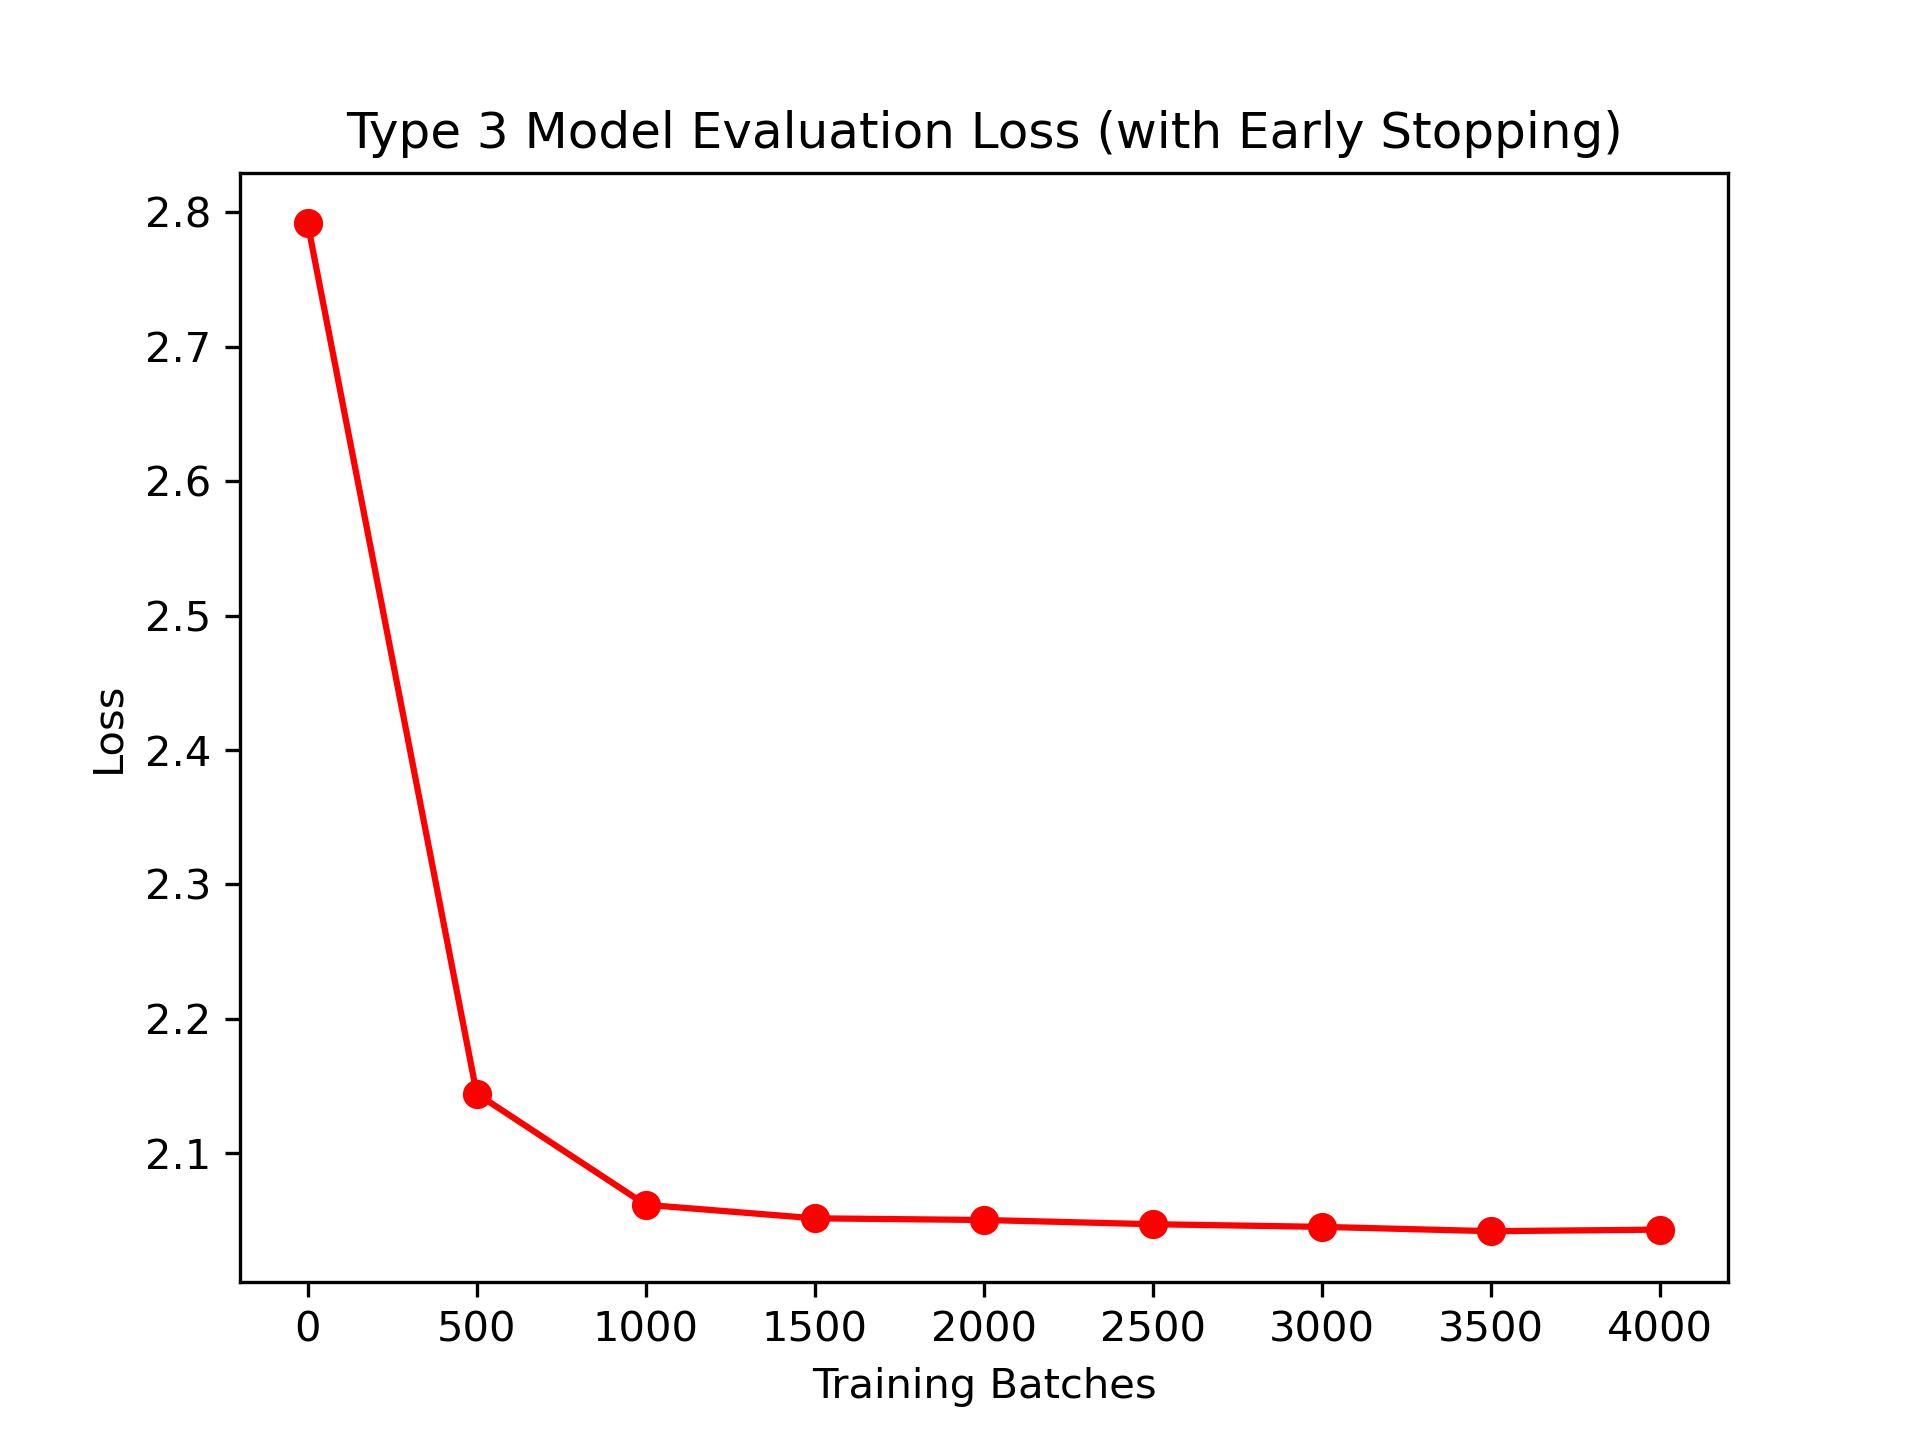 Type 3 Model Evaluation Loss (with Early Stopping)
2.8
2.7
2.6
2.5
2.4
2.3
2.2
2.1
Loss
0 500 1000 1500 2000 2500 3000 3500 4000
Training Batches